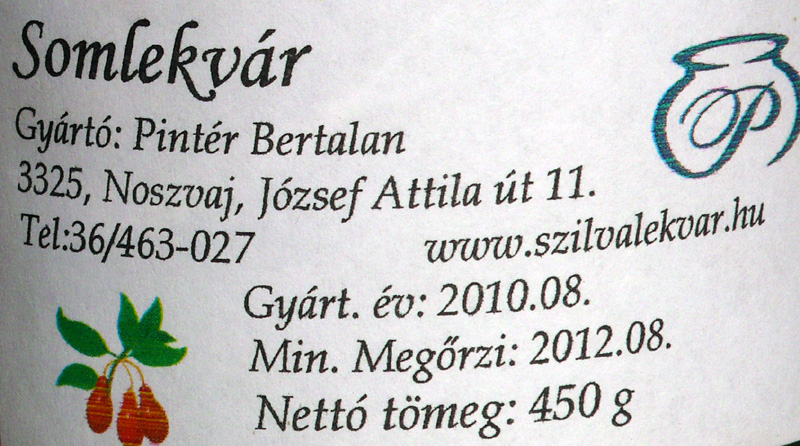 Somlekvár
Gyártó: Pintér Bertalan
3325, Noszvaj, József Attila út 11.
Tel:36/463-027 www.szilvalekvar.hu
Gyárt. év: 2010.08.
Min. Megőrzi: 2012.08.
Nettó tömeg: 450 g
P